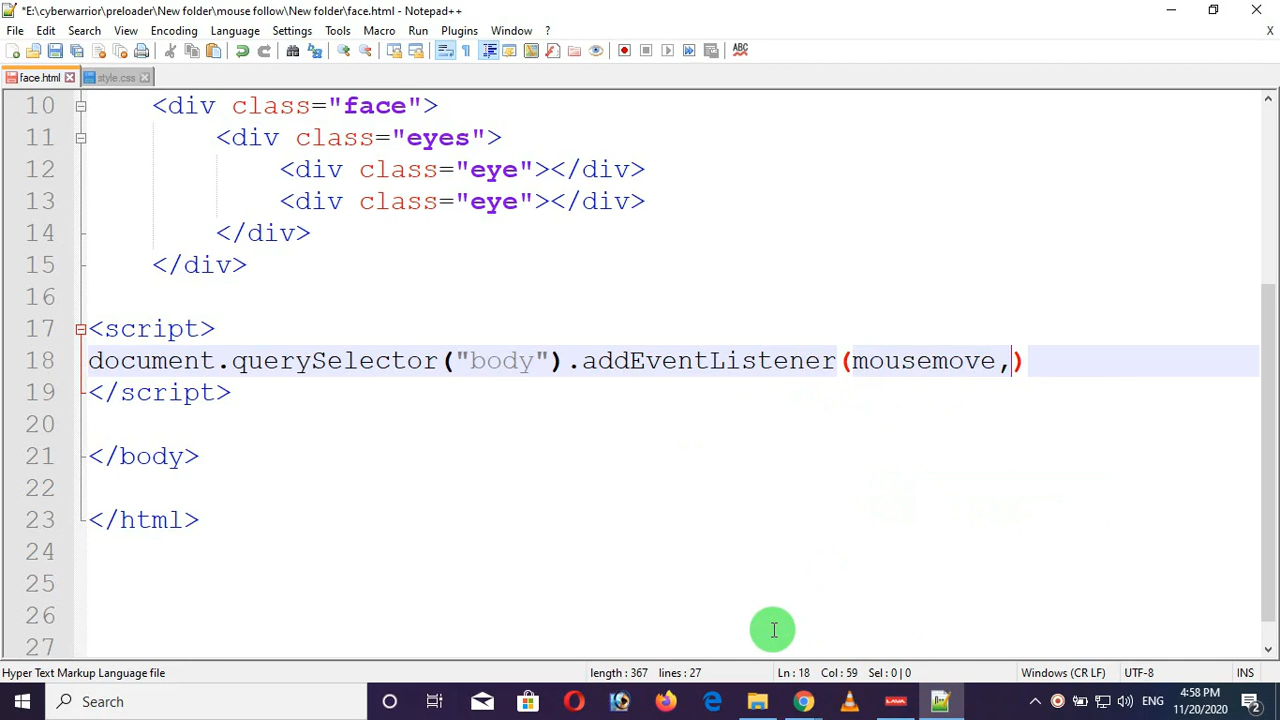 *E:\cyberwarrior\preloader\New folder\mouse follow\New folder\face.html - Notepad++
File Edit Search View Encoding Language Settings Tools Macro Run Plugins Window ? X
face.html style.css
10 <div class="face">
11 <div class="eyes">
12 <div class="eye"></div>
13 <div class="eye"></div>
14 </div>
15 </div>
16
17 <script>
18 document.querySelector("body").addEventListener(mousemove,)
19 </script>
20
21 </body>
22
23 </html>
24
25
26
27
Hyper Text Markup Language file length : 367 lines : 27 Ln : 18 Col : 59 Sel : 0 | 0 Windows (CR LF) UTF-8 INS
Search ENG 4:58 PM
11/20/2020 2